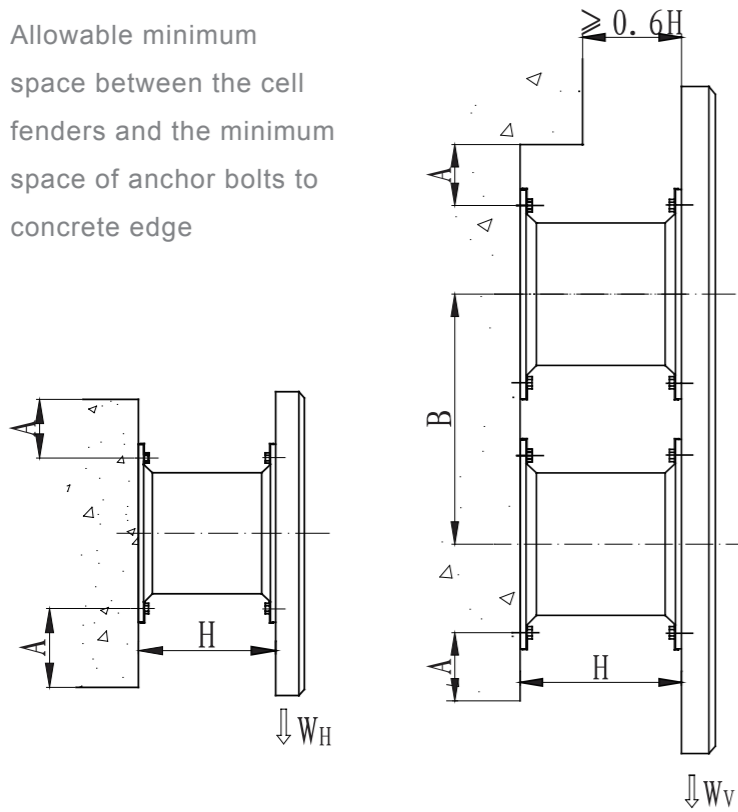 Allowable minimum
space between the cell
fenders and the minimum
space of anchor bolts to
concrete edge
≥ 0.6H
A
B
A
H
WV
A
A
H
WH